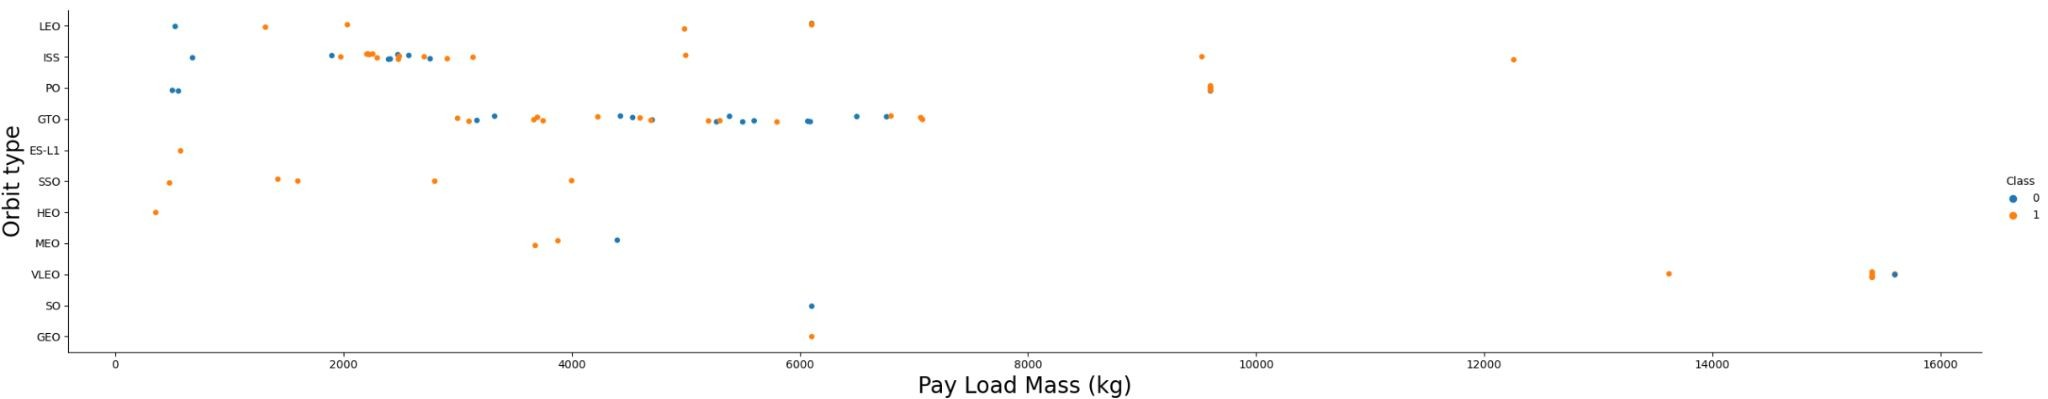 LEO
ISS
PO
GTO
ES-L1
SSO
HEO
MEO
VLEO
SO
GEO
Orbit type
0 2000 4000 6000 8000 10000 12000 14000 16000
Pay Load Mass (kg)
Class
0
1